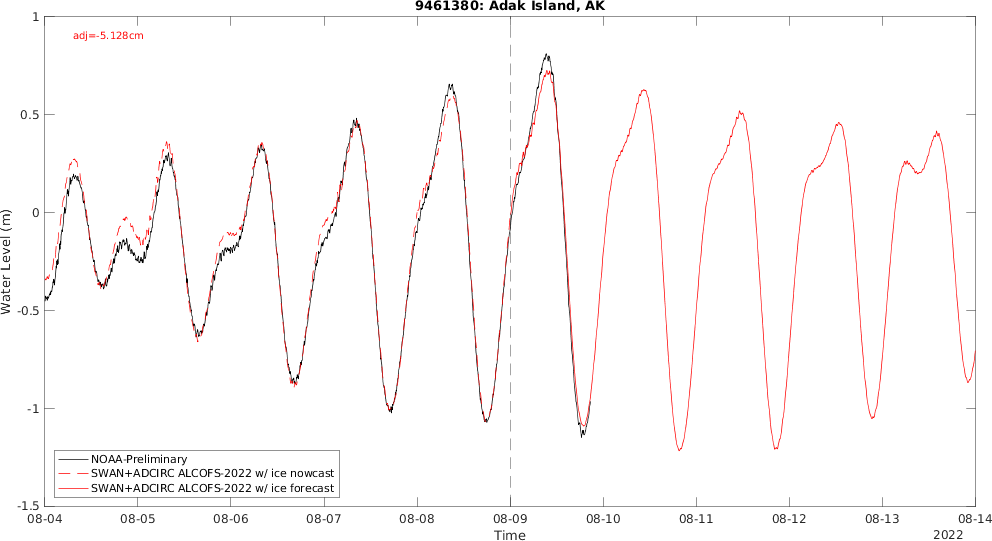 9461380: Adak Island, AK
adj=-5.128cm
1
0.5
0
-0.5
-1
-1.5
Water Level (m)
NOAA-Preliminary
SWAN+ADCIRC ALCOFS-2022 w/ ice nowcast
SWAN+ADCIRC ALCOFS-2022 w/ ice forecast
08-04 08-05 08-06 08-07 08-08 08-09 08-10 08-11 08-12 08-13 08-14
Time
2022